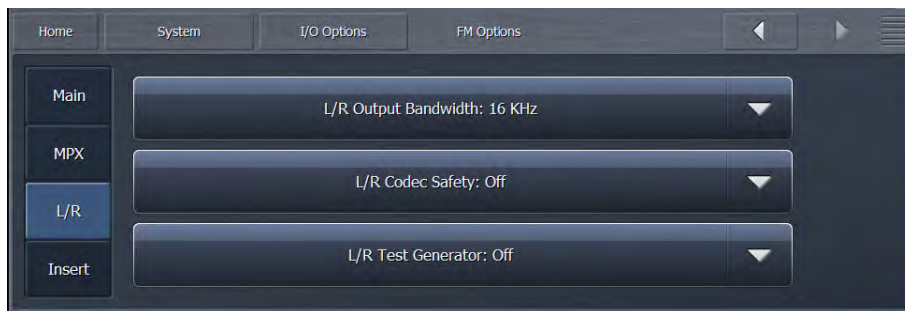 Home System I/O Options FM Options
Main
L/R Output Bandwidth: 16 KHz
MPX
L/R Codec Safety: Off
L/R
L/R Test Generator: Off
Insert